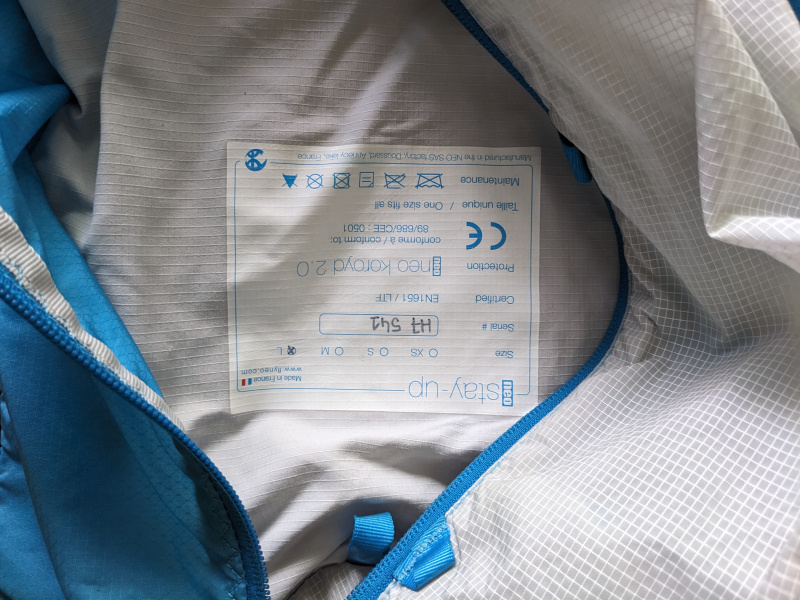 neo stay-up
Made in France
www.flyneo.com
Size O XS O S O M L
Serial # H7 541
Certified EN1651 / LTF
Protection neo koroyd 2.0
CE conforme à / conform to:
89/686/CEE : 0501
Taille unique / One size fits all
Maintenance
Manufactured in the NEO SAS factory, Doussard, Annecy lake, France